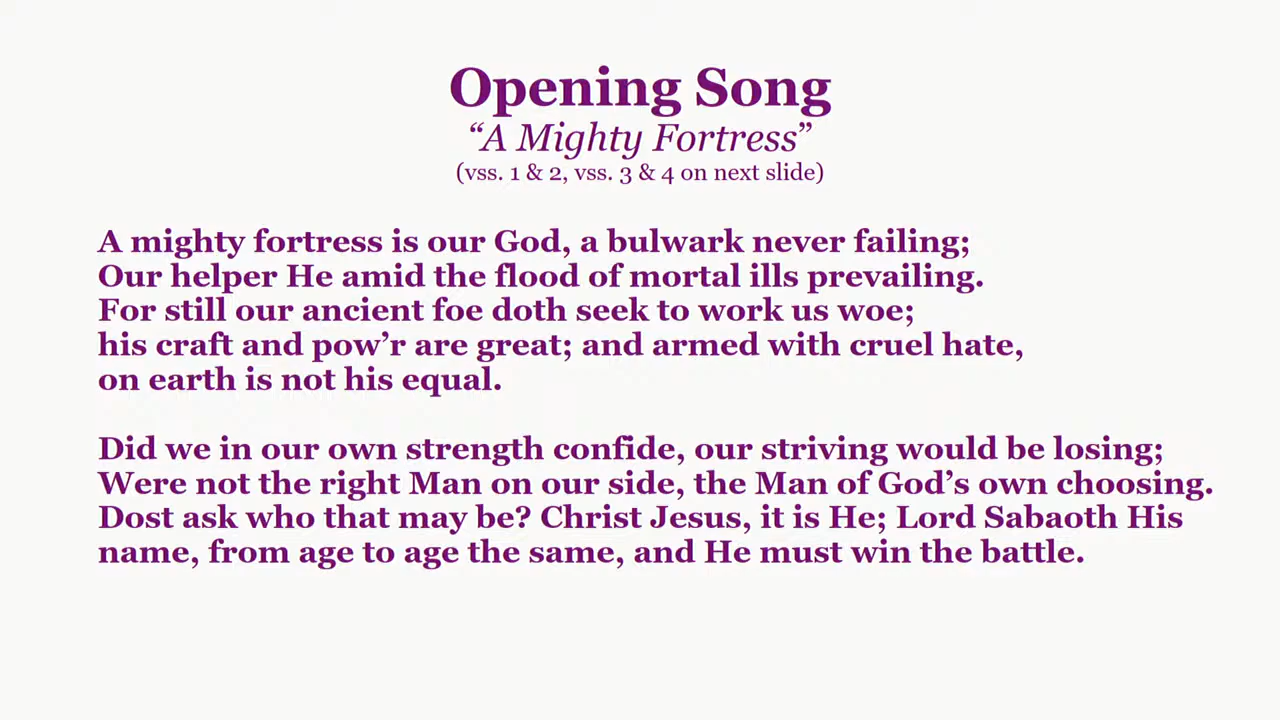 Opening Song
“A Mighty Fortress”
(vss. 1 & 2, vss. 3 & 4 on next slide)
A mighty fortress is our God, a bulwark never failing;
Our helper He amid the flood of mortal ills prevailing.
For still our ancient foe doth seek to work us woe;
his craft and pow’r are great; and armed with cruel hate,
on earth is not his equal.
Did we in our own strength confide, our striving would be losing;
Were not the right Man on our side, the Man of God’s own choosing.
Dost ask who that may be? Christ Jesus, it is He; Lord Sabaoth His
name, from age to age the same, and He must win the battle.